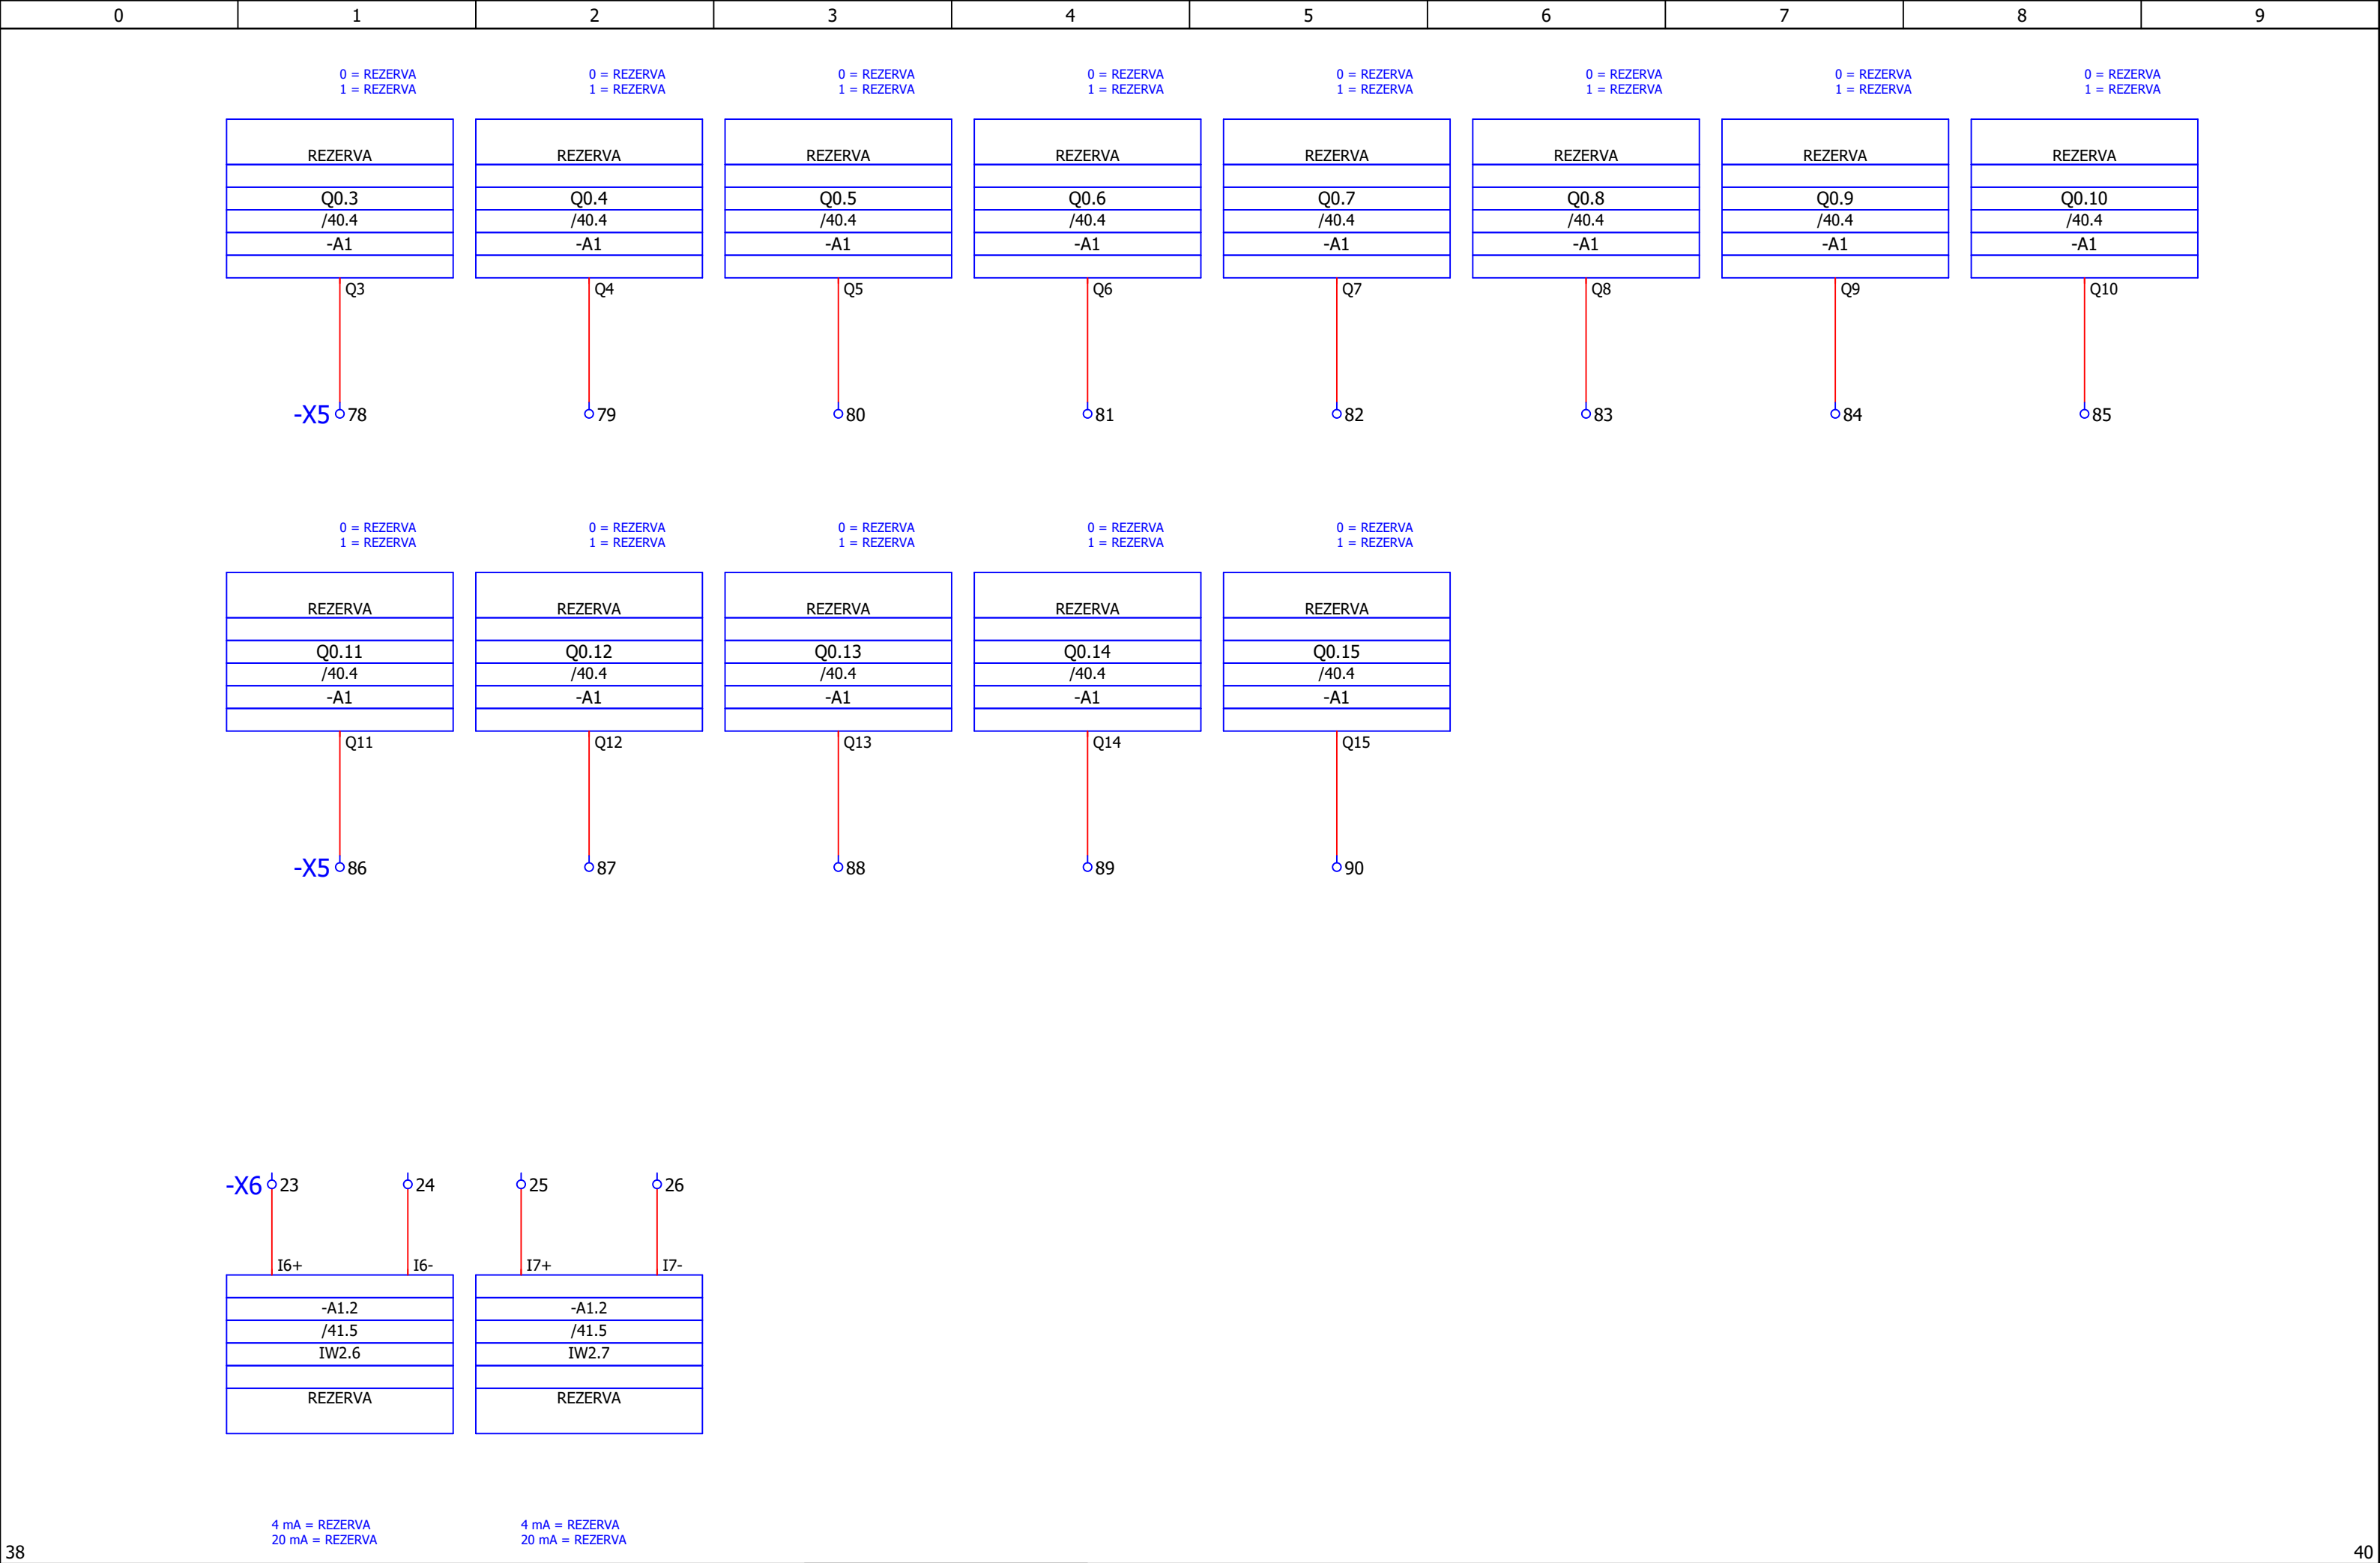 0 1 2 3 4 5 6 7 8 9
0 = REZERVA 0 = REZERVA 0 = REZERVA 0 = REZERVA 0 = REZERVA 0 = REZERVA 0 = REZERVA 0 = REZERVA
1 = REZERVA 1 = REZERVA 1 = REZERVA 1 = REZERVA 1 = REZERVA 1 = REZERVA 1 = REZERVA 1 = REZERVA
REZERVA REZERVA REZERVA REZERVA REZERVA REZERVA REZERVA REZERVA
Q0.3 Q0.4 Q0.5 Q0.6 Q0.7 Q0.8 Q0.9 Q0.10
/40.4 /40.4 /40.4 /40.4 /40.4 /40.4 /40.4 /40.4
-A1 -A1 -A1 -A1 -A1 -A1 -A1 -A1
Q3 Q4 Q5 Q6 Q7 Q8 Q9 Q10
-X5 78 79 80 81 82 83 84 85
0 = REZERVA 0 = REZERVA 0 = REZERVA 0 = REZERVA 0 = REZERVA
1 = REZERVA 1 = REZERVA 1 = REZERVA 1 = REZERVA 1 = REZERVA
REZERVA REZERVA REZERVA REZERVA REZERVA
Q0.11 Q0.12 Q0.13 Q0.14 Q0.15
/40.4 /40.4 /40.4 /40.4 /40.4
-A1 -A1 -A1 -A1 -A1
Q11 Q12 Q13 Q14 Q15
-X5 86 87 88 89 90
-X6 23 24 25 26
I6+ I6- I7+ I7-
-A1.2 -A1.2
/41.5 /41.5
IW2.6 IW2.7
REZERVA REZERVA
4 mA = REZERVA 4 mA = REZERVA
20 mA = REZERVA 20 mA = REZERVA
38 40